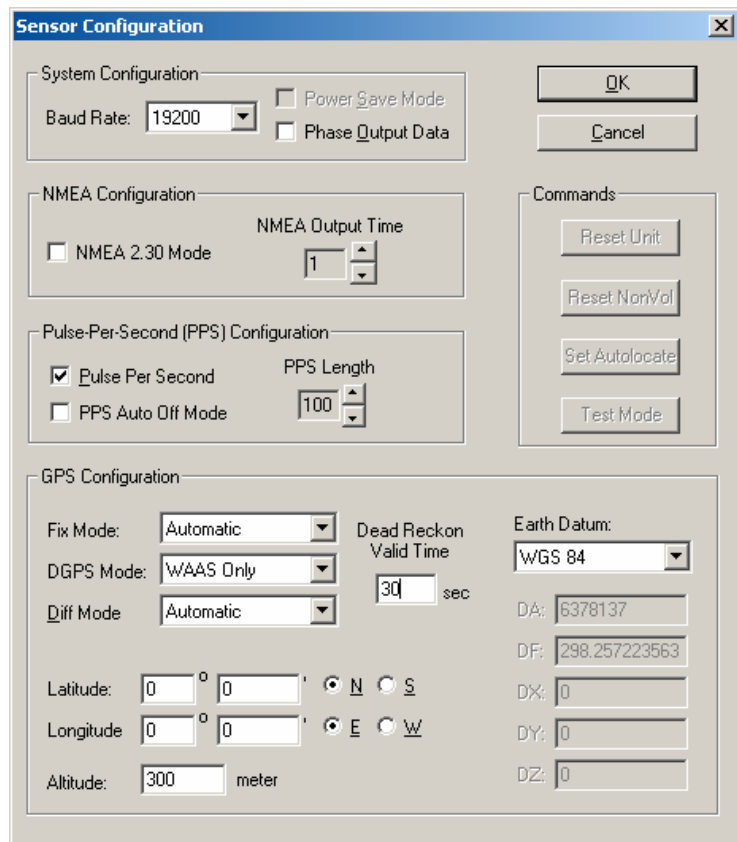 Sensor Configuration
System Configuration
Baud Rate: 19200
Power Save Mode
Phase Output Data
OK
Cancel
NMEA Configuration
NMEA 2.30 Mode
NMEA Output Time
1
Commands
Reset Unit
Reset NonVol
Set Autolocate
Test Mode
Pulse-Per-Second (PPS) Configuration
Pulse Per Second
PPS Auto Off Mode
PPS Length
100
GPS Configuration
Fix Mode: Automatic
DGPS Mode: WAAS Only
Diff Mode Automatic
Dead Reckon
Valid Time
30 sec
Earth Datum:
WGS 84
DA: 6378137
DF: 298.257223563
DX: 0
DY: 0
DZ: 0
Latitude: 0 ° 0 ' N S
Longitude 0 ° 0 ' E W
Altitude: 300 meter